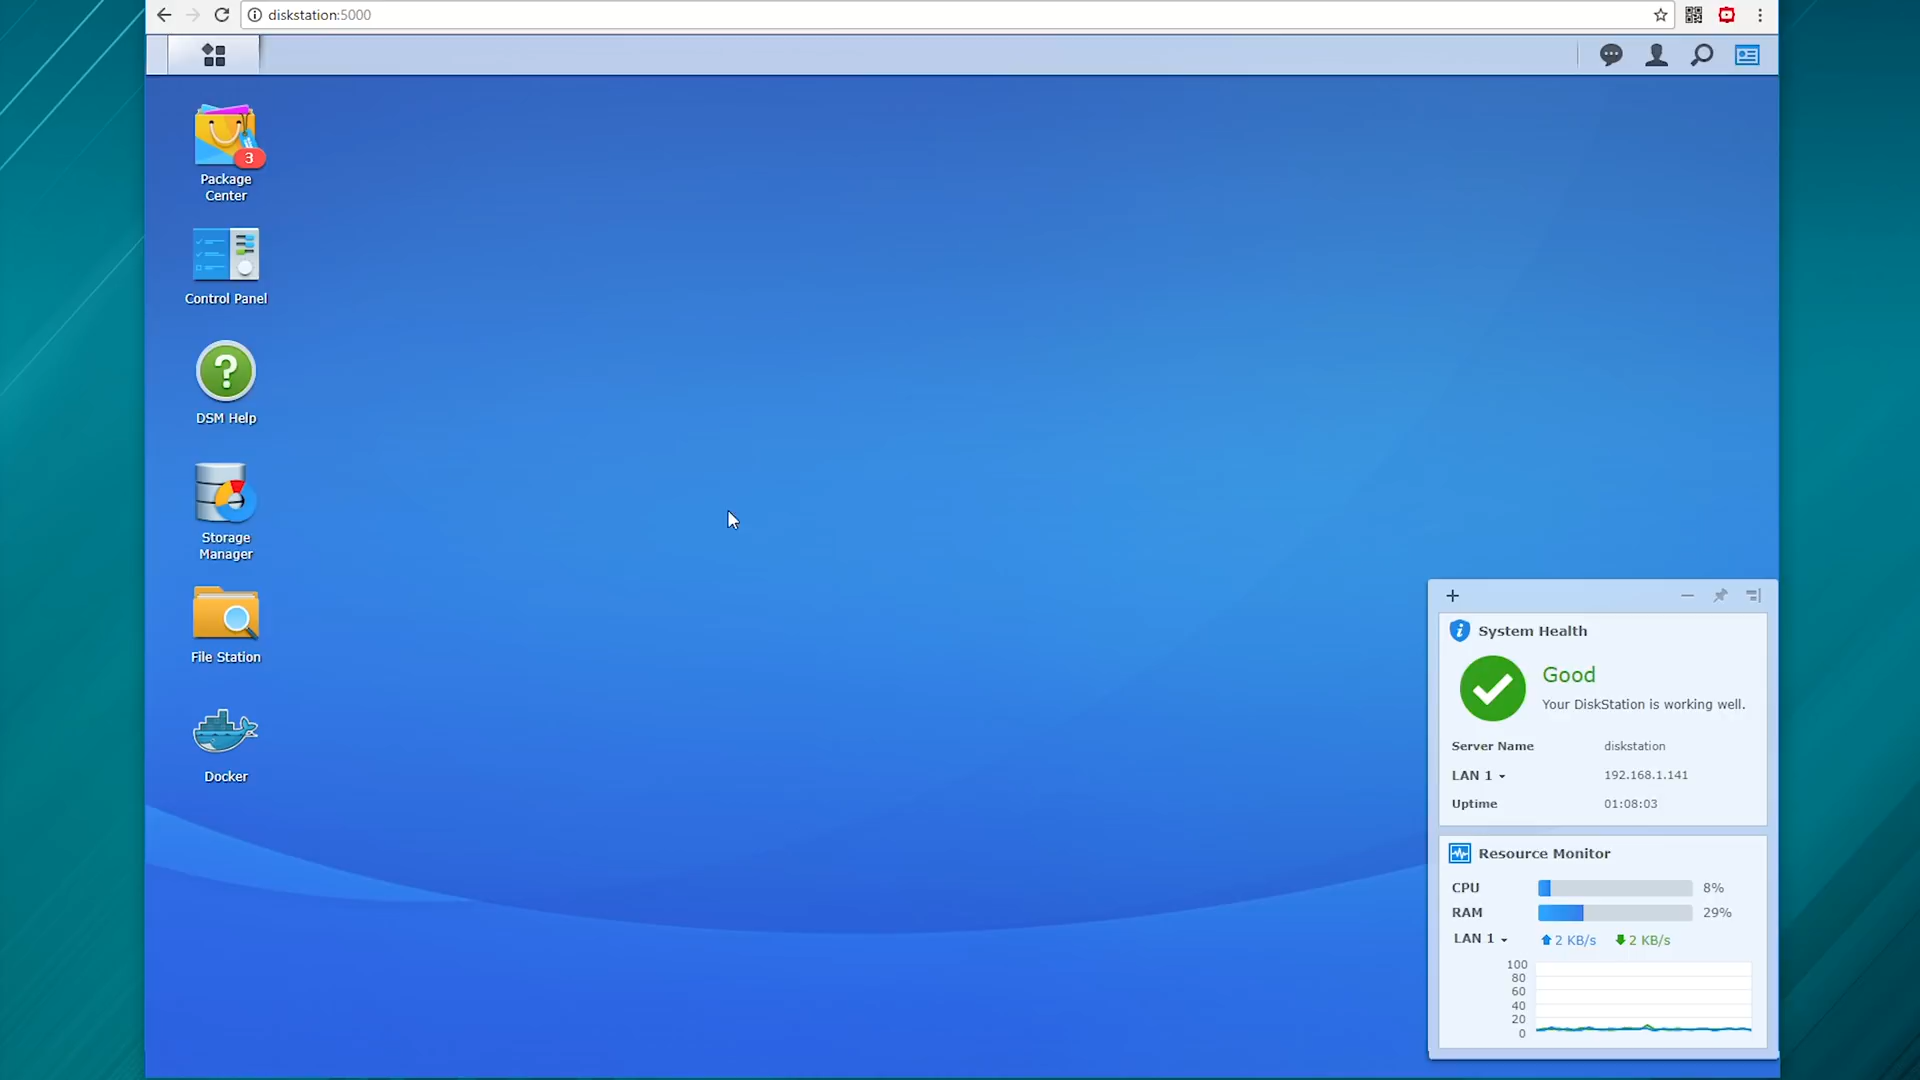 diskstation:5000
3
Package
Center
Control Panel
DSM Help
Storage
Manager
File Station
Docker
System Health
Good
Your DiskStation is working well.
Server Name diskstation
LAN 1 192.168.1.141
Uptime 01:08:03
Resource Monitor
CPU 8%
RAM 29%
LAN 1 2 KB/s 2 KB/s
100
80
60
40
20
0